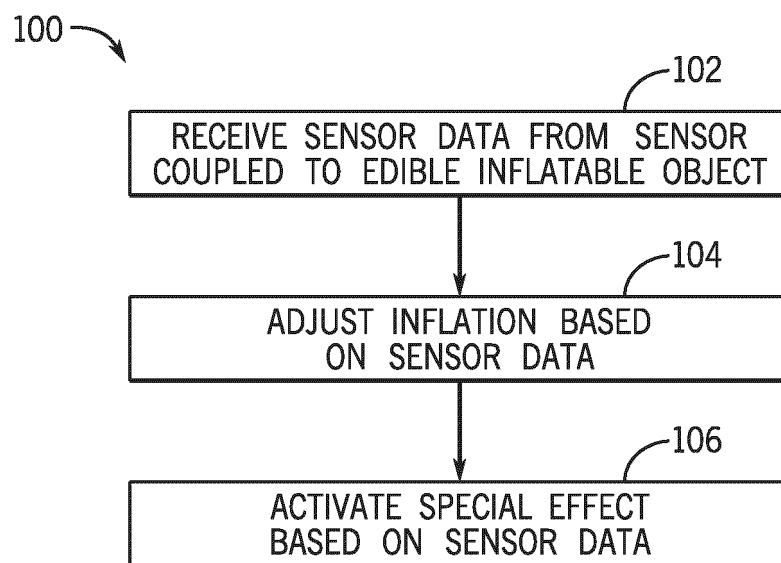 100
102
RECEIVE SENSOR DATA FROM SENSOR
COUPLED TO EDIBLE INFLATABLE OBJECT
104
ADJUST INFLATION BASED
ON SENSOR DATA
106
ACTIVATE SPECIAL EFFECT
BASED ON SENSOR DATA